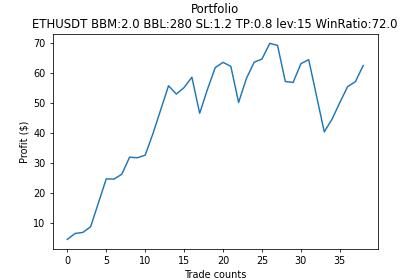 Portfolio
ETHUSDT BBM:2.0 BBL:280 SL:1.2 TP:0.8 lev:15 WinRatio:72.0
70
60
50
40
30
20
10
Profit ($)
0 5 10 15 20 25 30 35
Trade counts